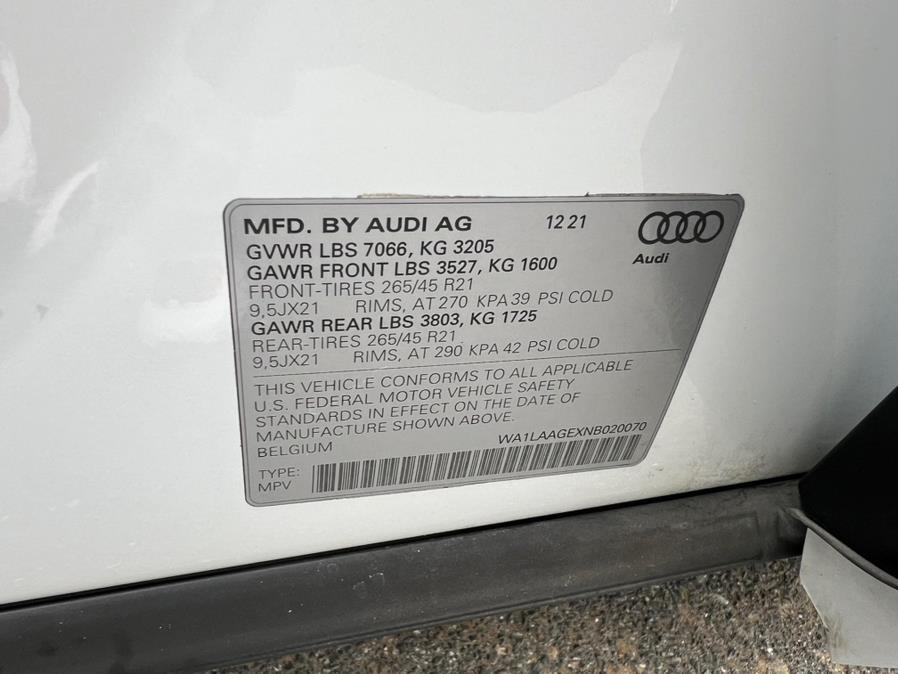 MFD. BY AUDI AG 12 21
GVWR LBS 7066, KG 3205
Audi
GAWR FRONT LBS 3527, KG 1600
FRONT-TIRES 265/45 R21
9,5JX21 RIMS, AT 270 KPA 39 PSI COLD
GAWR REAR LBS 3803, KG 1725
REAR-TIRES 265/45 R21
9,5JX21 RIMS, AT 290 KPA 42 PSI COLD
THIS VEHICLE CONFORMS TO ALL APPLICABLE
U.S. FEDERAL MOTOR VEHICLE SAFETY
STANDARDS IN EFFECT ON THE DATE OF
MANUFACTURE SHOWN ABOVE.
BELGIUM WA1LAAGEXNB020070
TYPE:
MPV